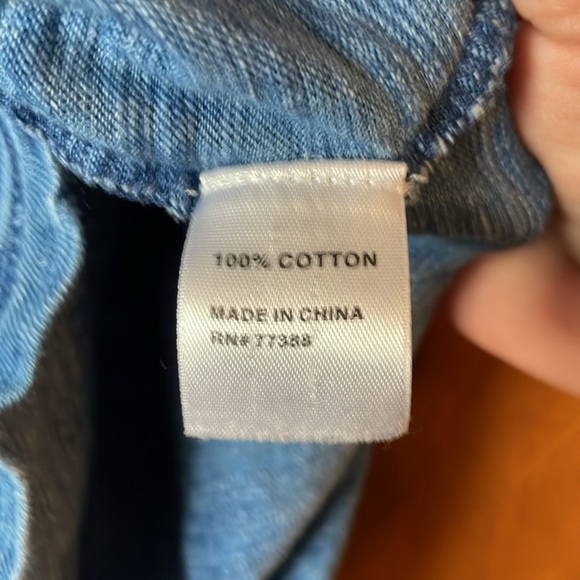 100% COTTON
MADE IN CHINA
RN# 77388